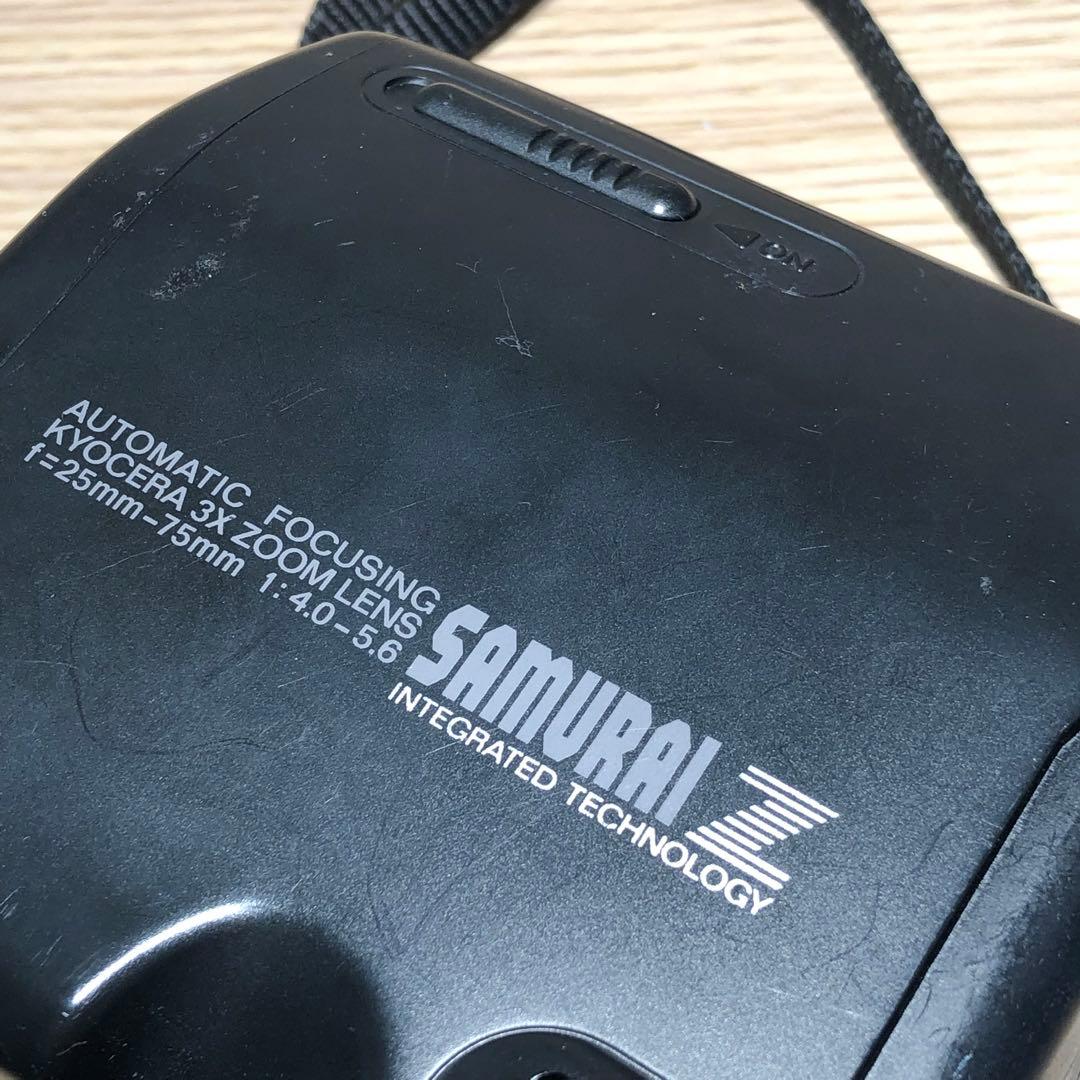 ◁ON
AUTOMATIC FOCUSING
KYOCERA 3X ZOOM LENS
f=25mm-75mm 1:4.0-5.6
SAMURAI Z
INTEGRATED TECHNOLOGY